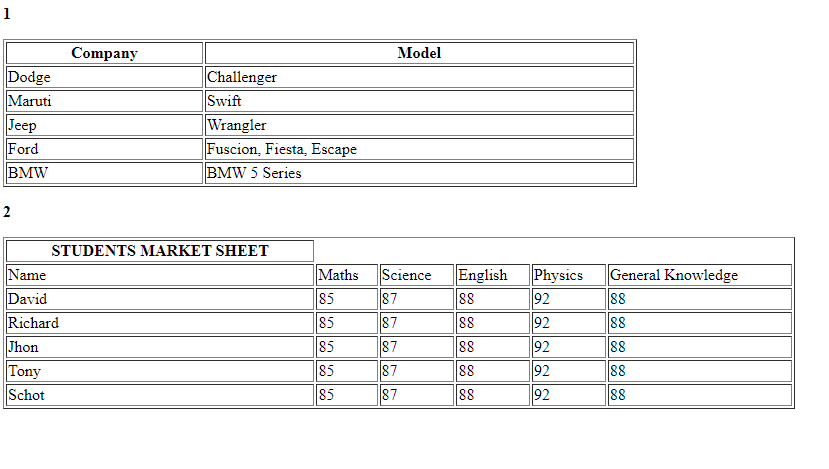 1
Company Model
Dodge Challenger
Maruti Swift
Jeep Wrangler
Ford Fuscion, Fiesta, Escape
BMW BMW 5 Series
2
STUDENTS MARKET SHEET
Name Maths Science English Physics General Knowledge
David 85 87 88 92 88
Richard 85 87 88 92 88
Jhon 85 87 88 92 88
Tony 85 87 88 92 88
Schot 85 87 88 92 88